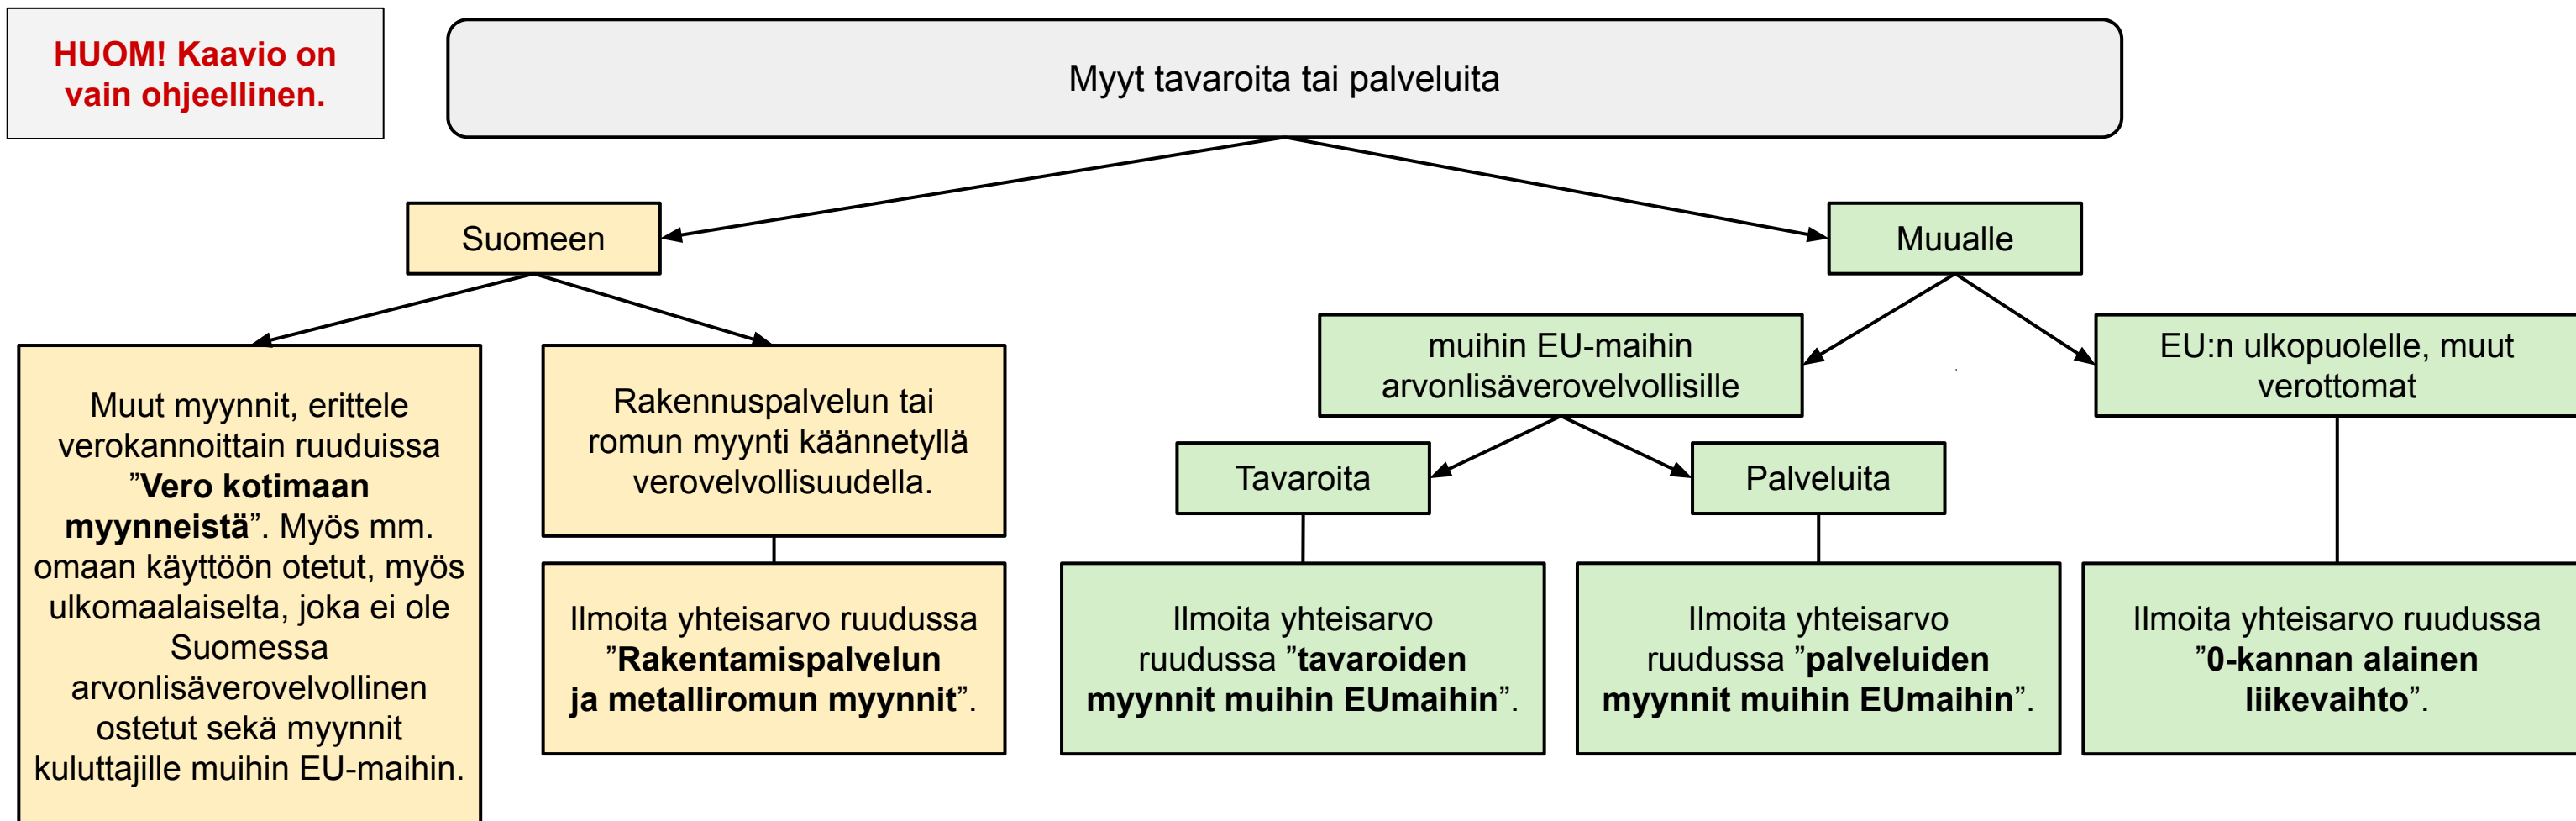 HUOM! Kaavio on
vain ohjeellinen.
Myyt tavaroita tai palveluita
Suomeen
Muualle
Muut myynnit, erittele
verokannoittain ruuduissa
”Vero kotimaan
myynneistä”. Myös mm.
omaan käyttöön otetut, myös
ulkomaalaiselta, joka ei ole
Suomessa
arvonlisäverovelvollinen
ostetut sekä myynnit
kuluttajille muihin EU-maihin.
Rakennuspalvelun tai
romun myynti käännetyllä
verovelvollisuudella.
Ilmoita yhteisarvo ruudussa
”Rakentamispalvelun
ja metalliromun myynnit”.
muihin EU-maihin
arvonlisäverovelvollisille
Tavaroita
Ilmoita yhteisarvo
ruudussa ”tavaroiden
myynnit muihin EUmaihin”.
Palveluita
Ilmoita yhteisarvo
ruudussa ”palveluiden
myynnit muihin EUmaihin”.
EU:n ulkopuolelle, muut
verottomat
Ilmoita yhteisarvo ruudussa
”0-kannan alainen
liikevaihto”.